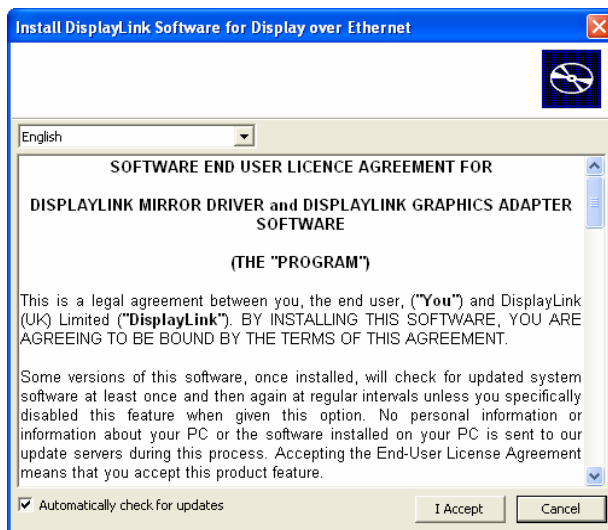 Install DisplayLink Software for Display over Ethernet
English
SOFTWARE END USER LICENCE AGREEMENT FOR
DISPLAYLINK MIRROR DRIVER and DISPLAYLINK GRAPHICS ADAPTER
SOFTWARE
(THE "PROGRAM")
This is a legal agreement between you, the end user, ("You") and DisplayLink
(UK) Limited ("DisplayLink"). BY INSTALLING THIS SOFTWARE, YOU ARE
AGREEING TO BE BOUND BY THE TERMS OF THIS AGREEMENT.
Some versions of this software, once installed, will check for updated system
software at least once and then again at regular intervals unless you specifically
disabled this feature when given this option. No personal information or
information about your PC or the software installed on your PC is sent to our
update servers during this process. Accepting the End-User License Agreement
means that you accept this product feature.
Automatically check for updates
I Accept
Cancel